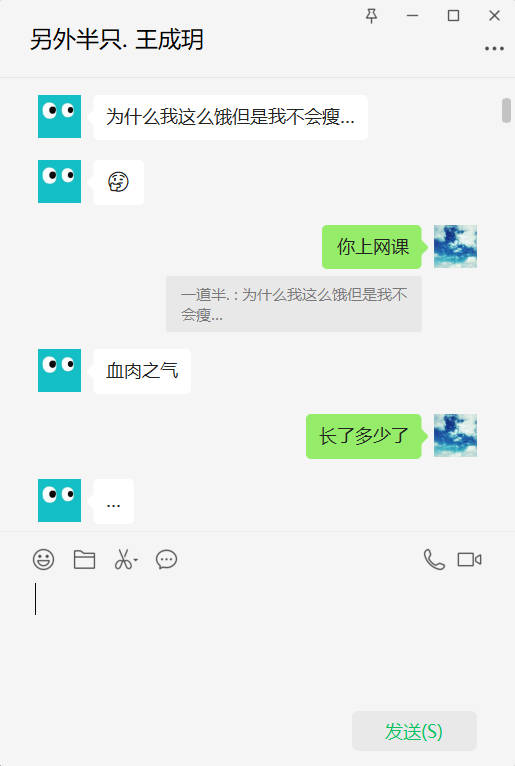 另外半只. 王成玥
为什么我这么饿但是我不会瘦...
你上网课
一道半. : 为什么我这么饿但是我不
会瘦...
血肉之气
长了多少了
...
发送(S)